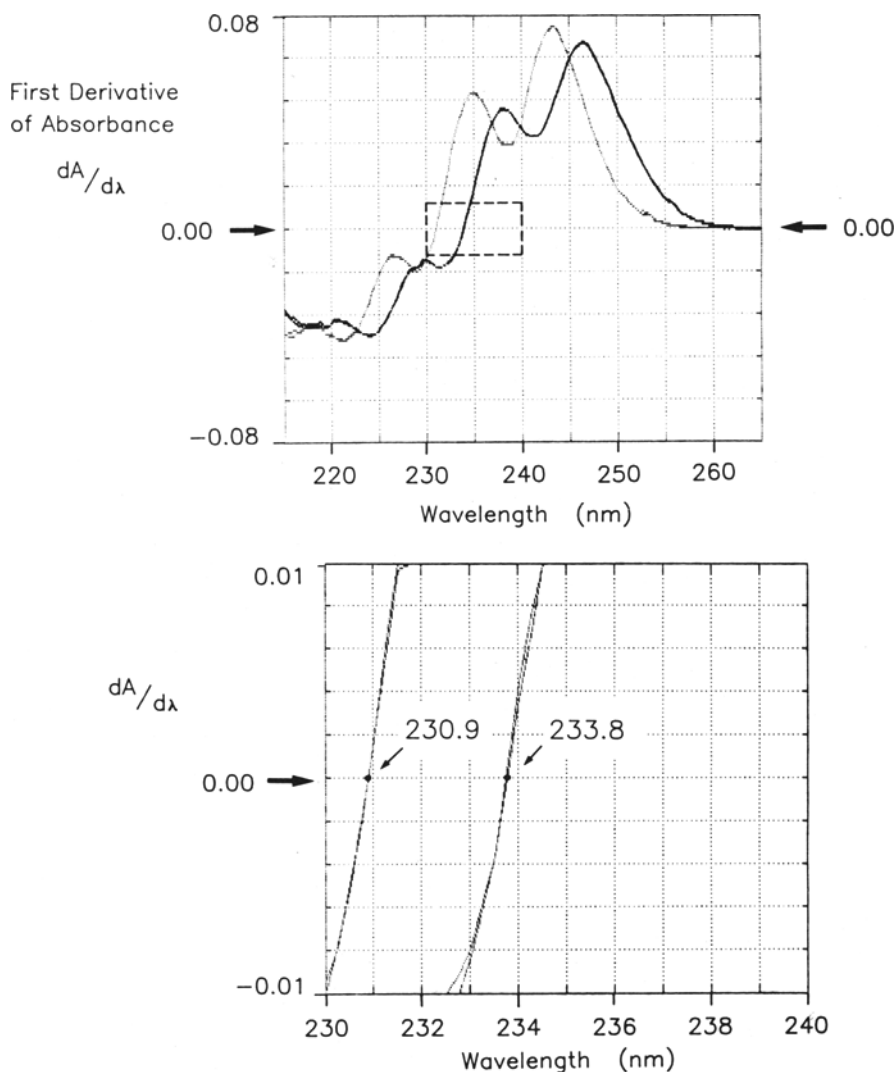 0.08
First Derivative
of Absorbance
dA/dλ
0.00
0.00
−0.08
220 230 240 250 260
Wavelength (nm)
0.01
dA/dλ
230.9
233.8
0.00
−0.01
230 232 234 236 238 240
Wavelength (nm)